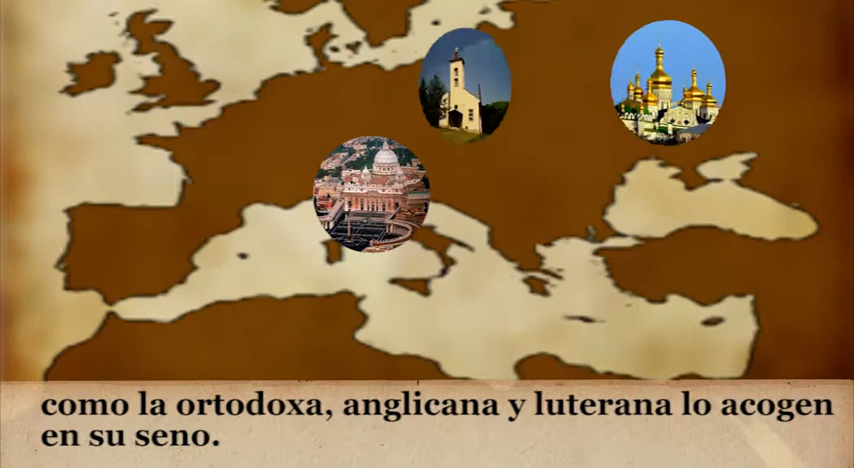 como la ortodoxa, anglicana y luterana lo acogen
en su seno.